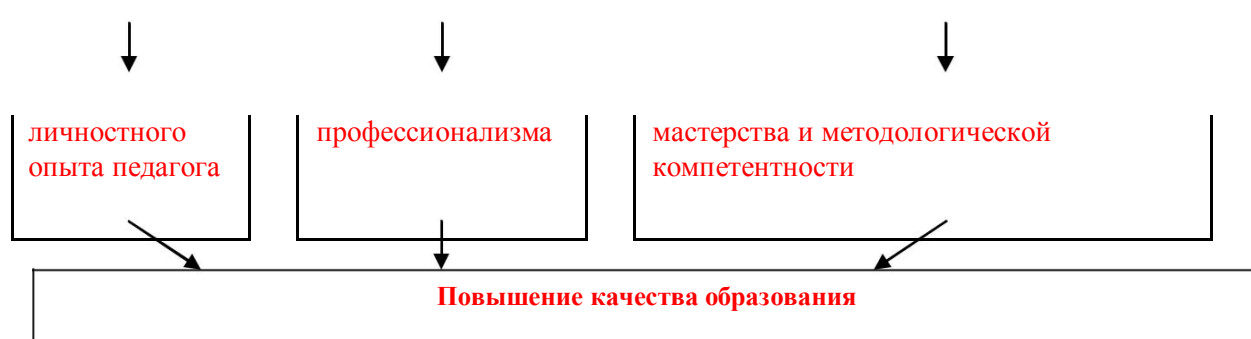 личностного
опыта педагога
профессионализма
мастерства и методологической
компетентности
Повышение качества образования